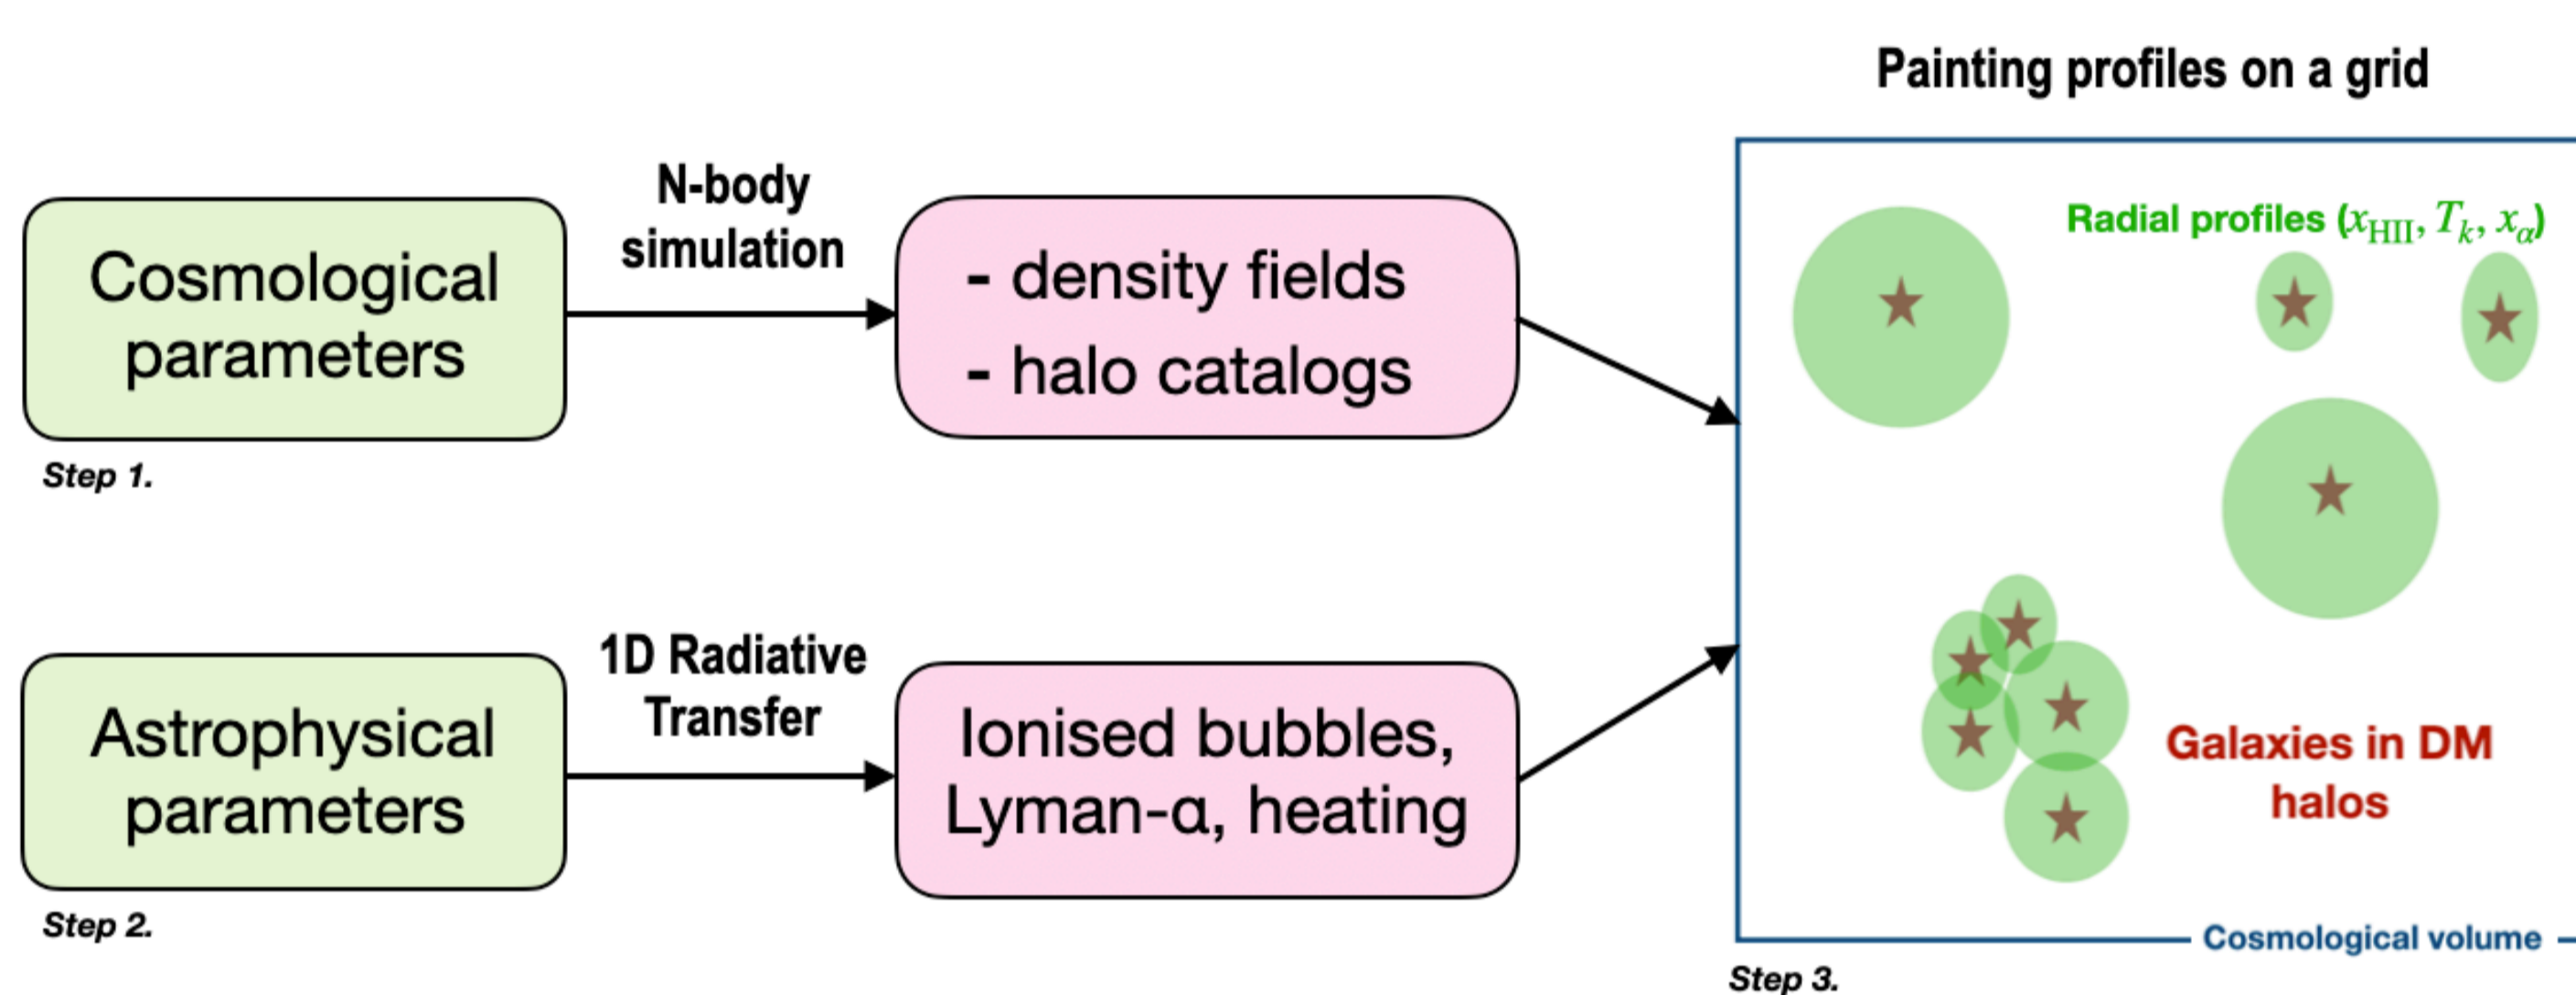 Painting profiles on a grid
N-body
simulation
Cosmological
parameters
- density fields
- halo catalogs
Step 1.
Radial profiles (x_HII, T_k, x_α)
1D Radiative
Transfer
Astrophysical
parameters
Ionised bubbles,
Lyman-α, heating
Step 2.
Galaxies in DM
halos
Cosmological volume
Step 3.